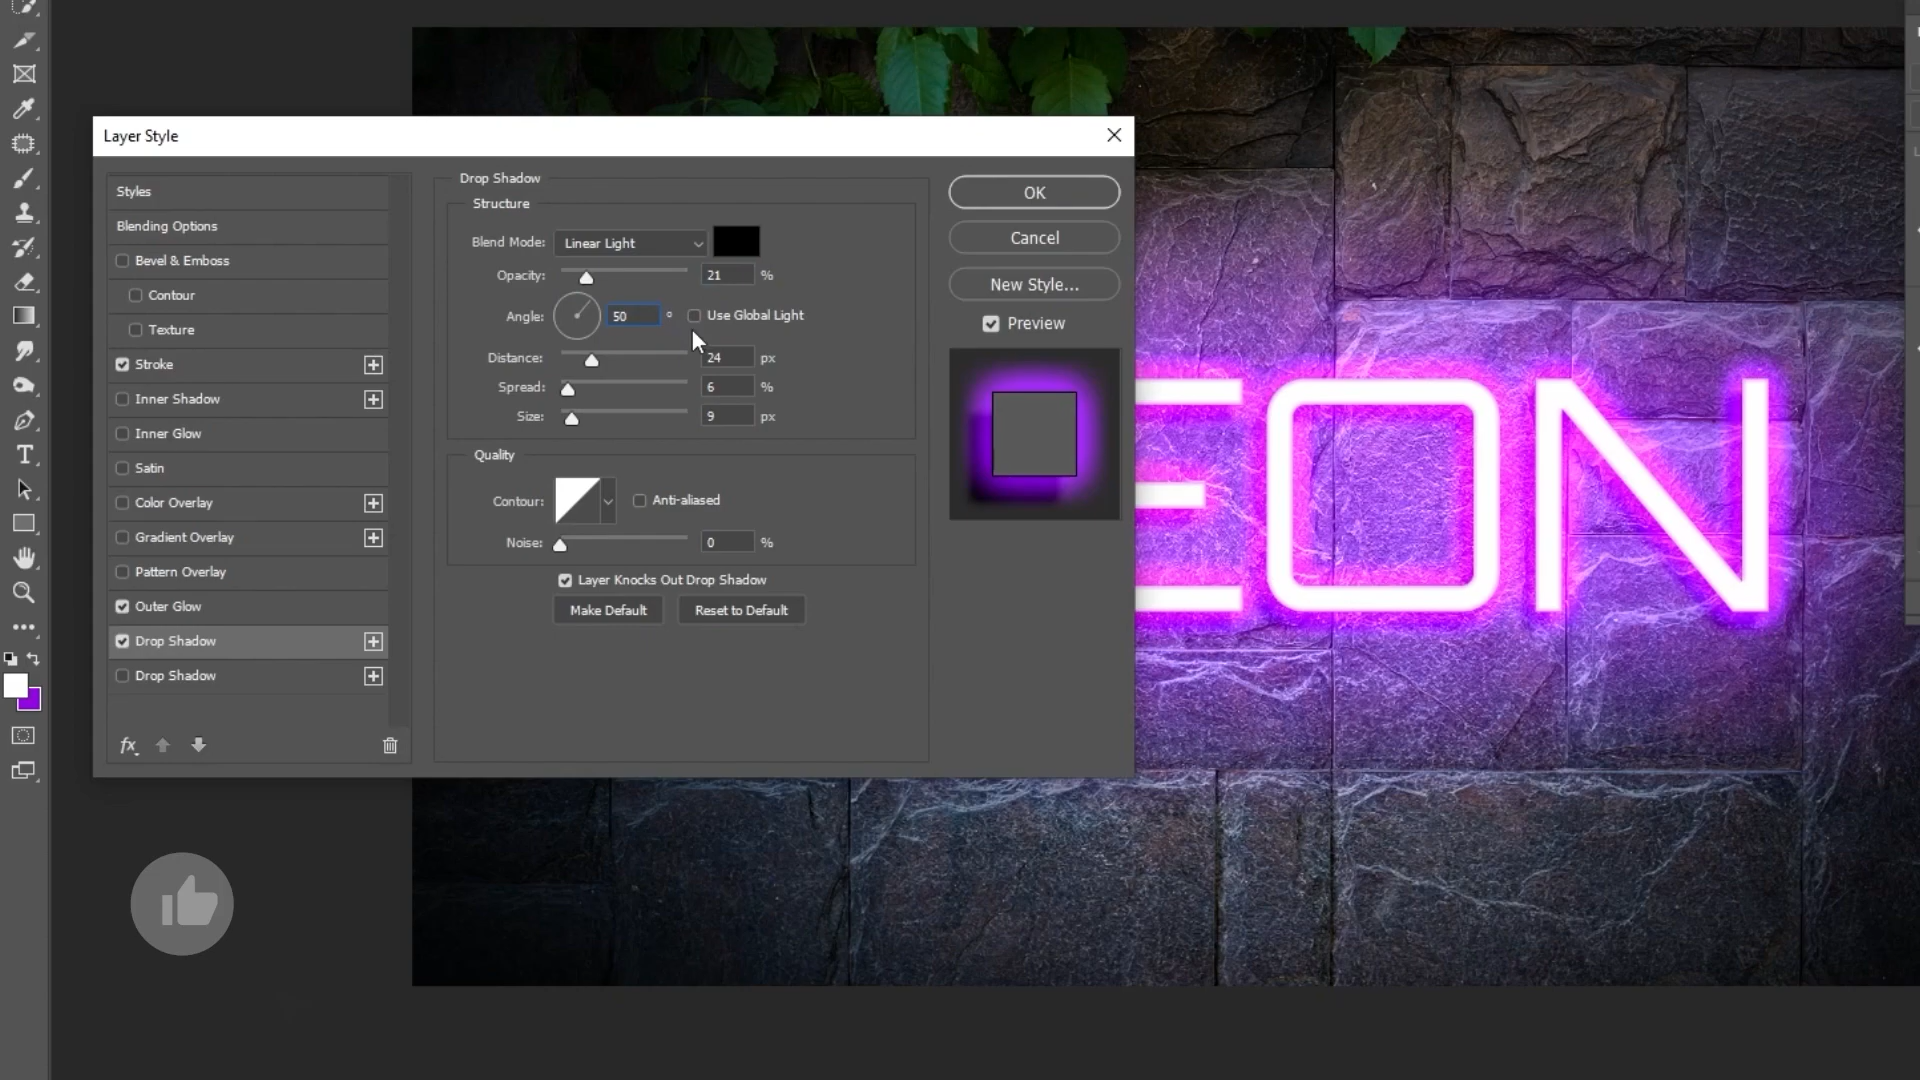 Layer Style
Styles
Blending Options
Bevel & Emboss
Contour
Texture
Stroke
Inner Shadow
Inner Glow
Satin
Color Overlay
Gradient Overlay
Pattern Overlay
Outer Glow
Drop Shadow
Drop Shadow
fx
Drop Shadow
Structure
Blend Mode: Linear Light
Opacity: 21 %
Angle: 50 ° Use Global Light
Distance: 24 px
Spread: 6 %
Size: 9 px
Quality
Contour: Anti-aliased
Noise: 0 %
Layer Knocks Out Drop Shadow
Make Default Reset to Default
OK
Cancel
New Style...
Preview
EON